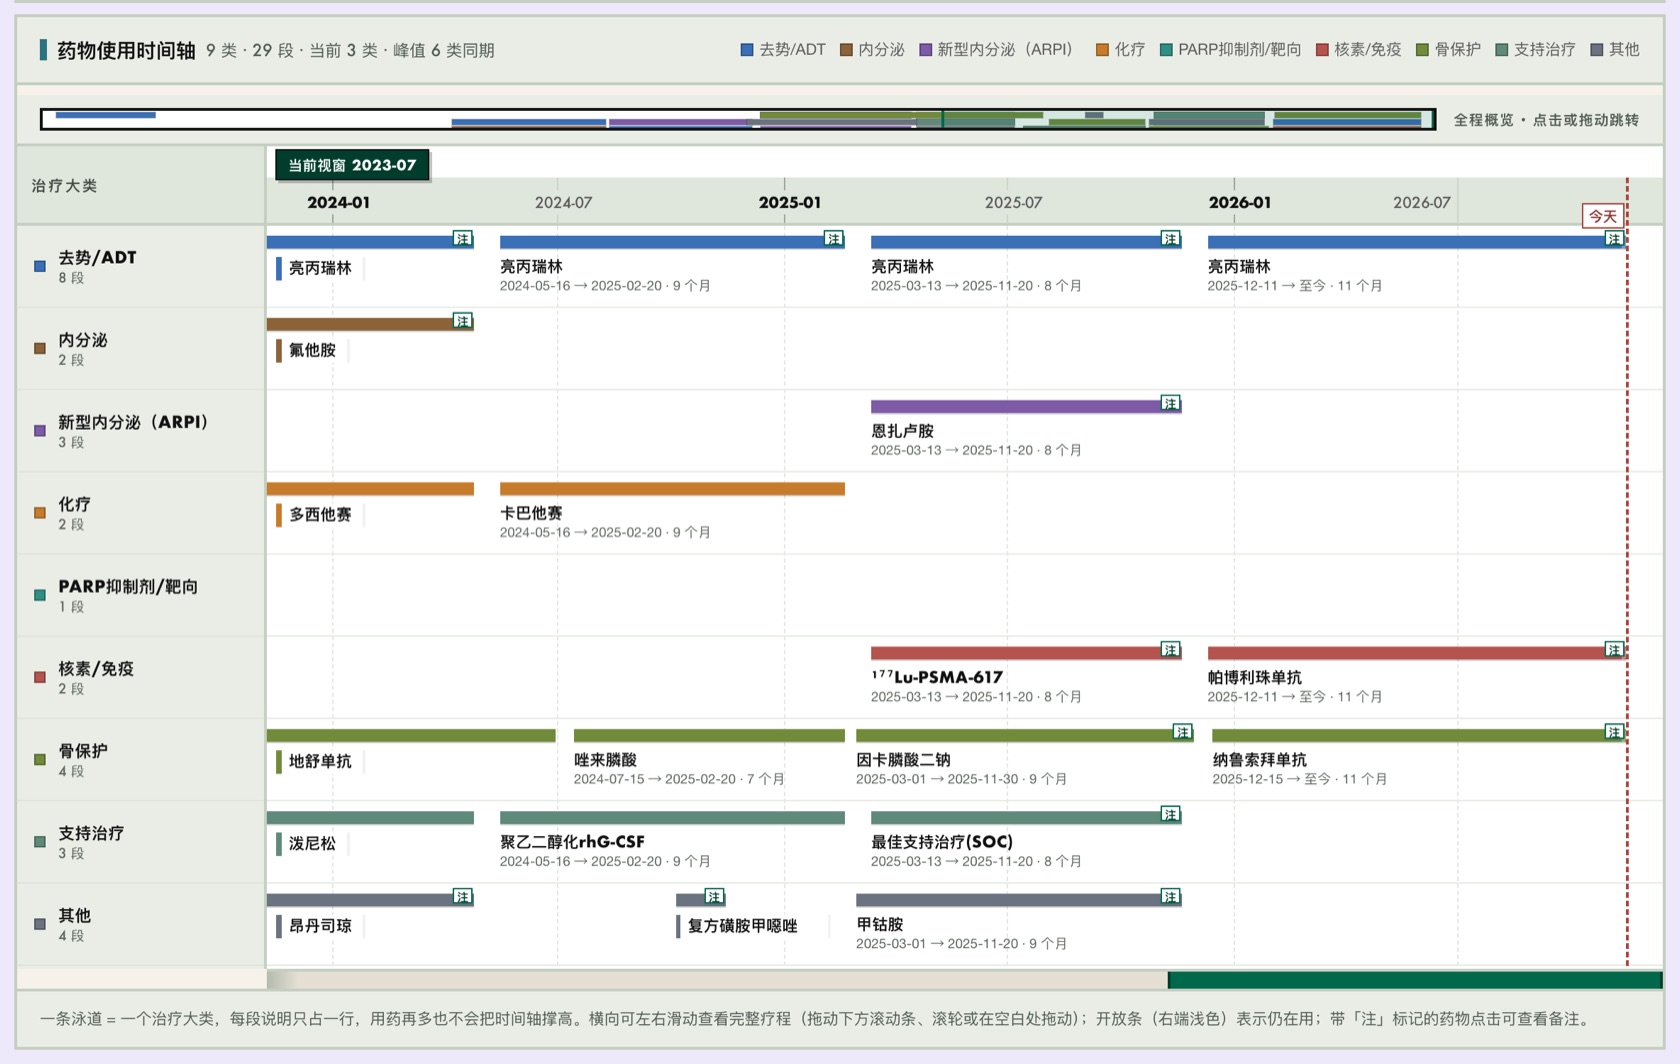 药物使用时间轴 9 类 · 29 段 · 当前 3 类 · 峰值 6 类同期
去势/ADT 内分泌 新型内分泌（ARPI） 化疗 PARP抑制剂/靶向 核素/免疫 骨保护 支持治疗 其他
全程概览 · 点击或拖动跳转
当前视窗 2023-07
治疗大类
2024-01 2024-07 2025-01 2025-07 2026-01 2026-07
今天
去势/ADT
8 段
注 注 注 注
亮丙瑞林 亮丙瑞林 亮丙瑞林 亮丙瑞林
2024-05-16 → 2025-02-20 · 9 个月 2025-03-13 → 2025-11-20 · 8 个月 2025-12-11 → 至今 · 11 个月
内分泌
2 段
注
氟他胺
新型内分泌（ARPI）
3 段
注
恩扎卢胺
2025-03-13 → 2025-11-20 · 8 个月
化疗
2 段
多西他赛 卡巴他赛
2024-05-16 → 2025-02-20 · 9 个月
PARP抑制剂/靶向
1 段
核素/免疫
2 段
注 注
¹⁷⁷Lu-PSMA-617 帕博利珠单抗
2025-03-13 → 2025-11-20 · 8 个月 2025-12-11 → 至今 · 11 个月
骨保护
4 段
注 注
地舒单抗 唑来膦酸 因卡膦酸二钠 纳鲁索拜单抗
2024-07-15 → 2025-02-20 · 7 个月 2025-03-01 → 2025-11-30 · 9 个月 2025-12-15 → 至今 · 11 个月
支持治疗
3 段
注
泼尼松 聚乙二醇化rhG-CSF 最佳支持治疗(SOC)
2024-05-16 → 2025-02-20 · 9 个月 2025-03-13 → 2025-11-20 · 8 个月
其他
4 段
注 注 注
昂丹司琼 复方磺胺甲噁唑 甲钴胺
2025-03-01 → 2025-11-20 · 9 个月
一条泳道 = 一个治疗大类，每段说明只占一行，用药再多也不会把时间轴撑高。横向可左右滑动查看完整疗程（拖动下方滚动条、滚轮或在空白处拖动）；开放条（右端浅色）表示仍在用；带「注」标记的药物点击可查看备注。